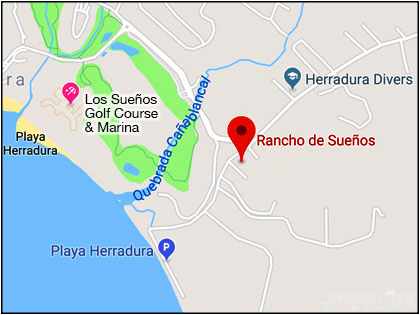 Herradura Divers
ra
Los Sueños
Golf Course
& Marina
Rancho de Sueños
Playa
Herradura
Quebrada Cañablancal
Playa Herradura
P